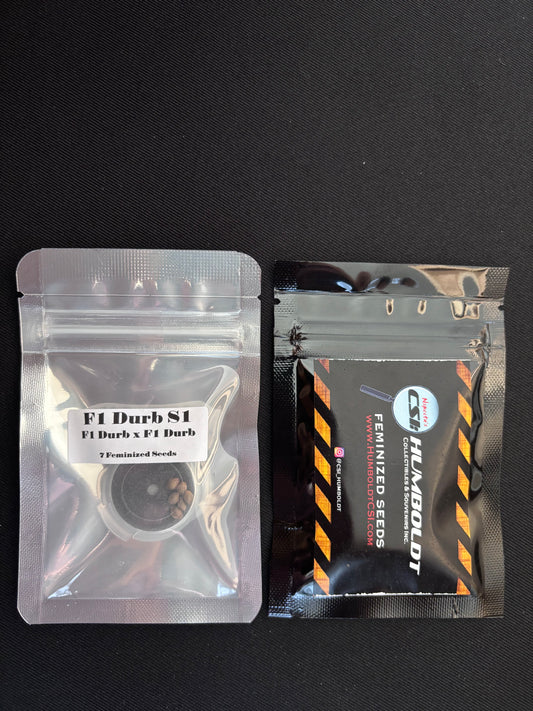 F1 Durb S1
F1 Durb x F1 Durb
7 Feminized Seeds
Nspecta's
CSI:
HUMBOLDT
Collectibles & Souvenirs Inc.
FEMINIZED SEEDS
www.HumboldtCSI.com
@CSI_HUMBOLDT